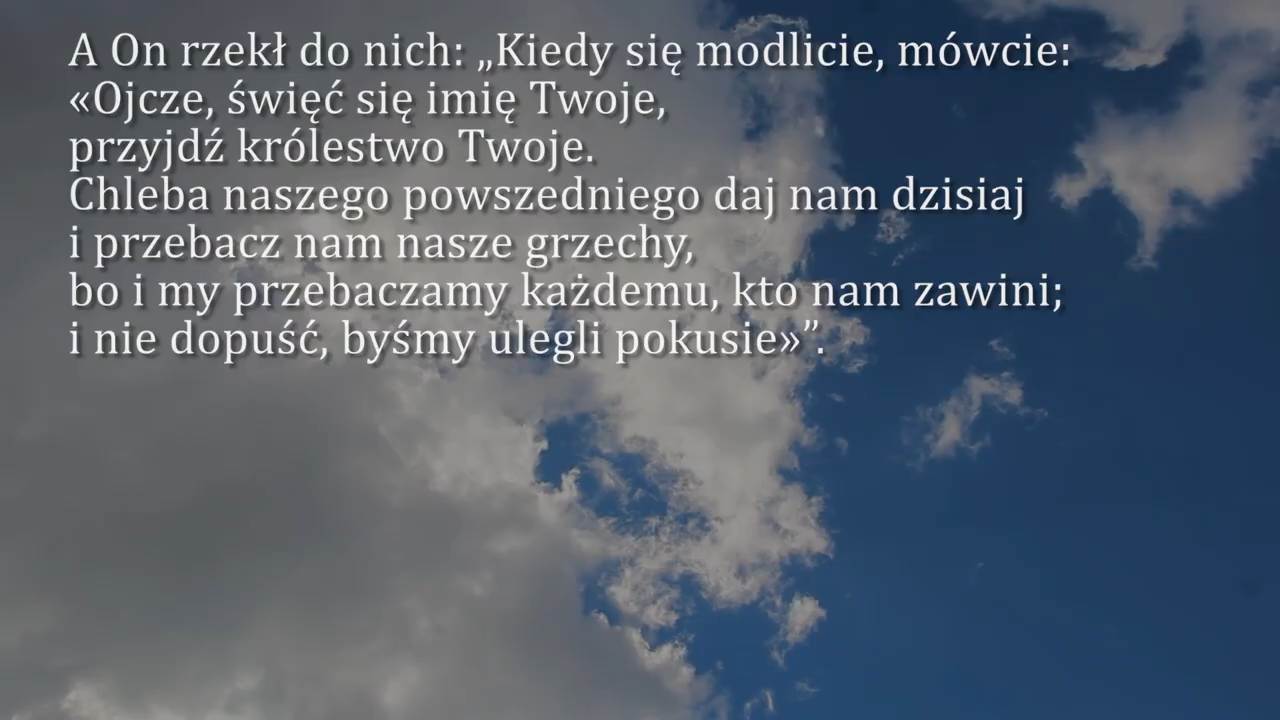 A On rzekł do nich: „Kiedy się modlicie, mówcie:
«Ojcze, święć się imię Twoje,
przyjdź królestwo Twoje.
Chleba naszego powszedniego daj nam dzisiaj
i przebacz nam nasze grzechy,
bo i my przebaczamy każdemu, kto nam zawini;
i nie dopuść, byśmy ulegli pokusie»”.